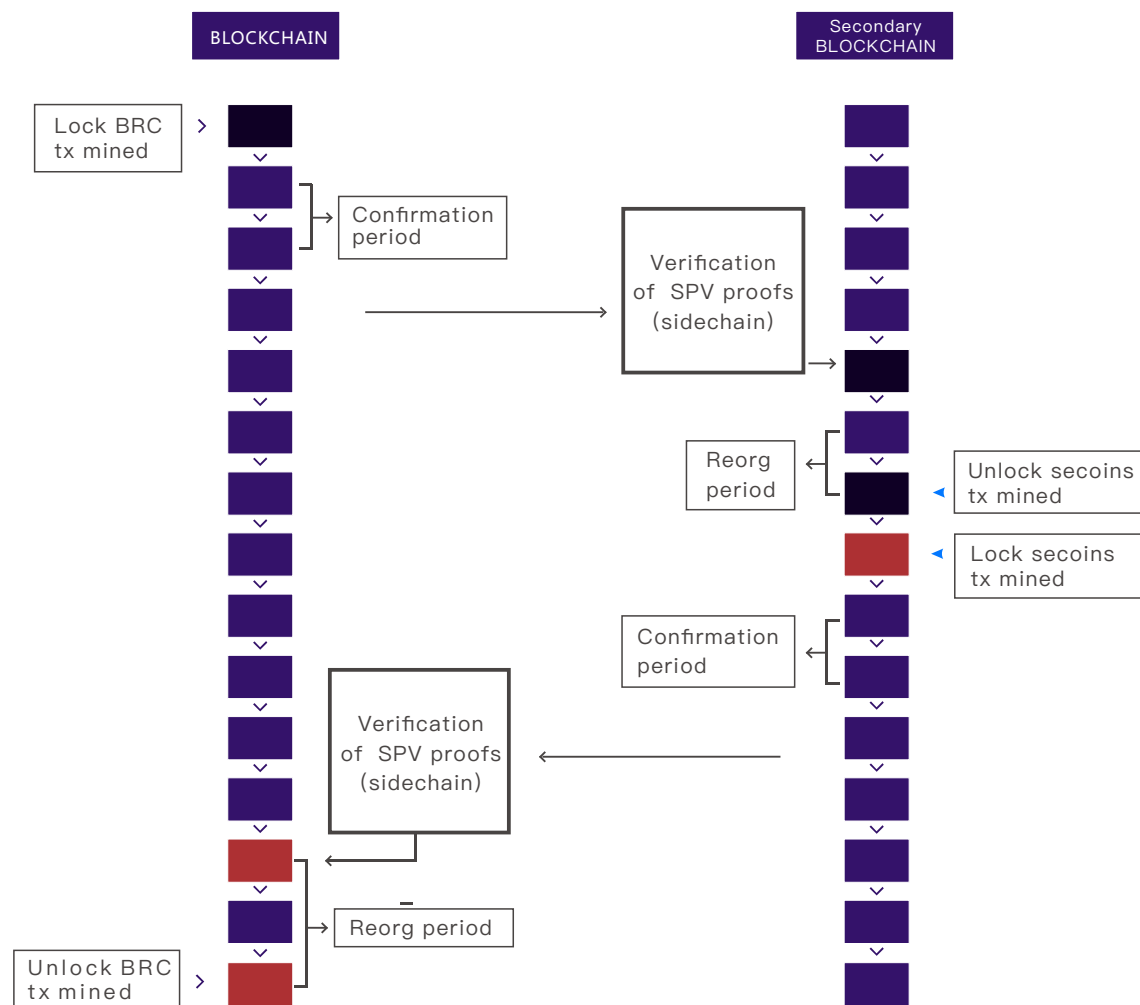 BLOCKCHAIN
Secondary
BLOCKCHAIN
Lock BRC
tx mined
Confirmation
period
Verification
of SPV proofs
(sidechain)
Reorg
period
Unlock secoins
tx mined
Lock secoins
tx mined
Confirmation
period
Verification
of SPV proofs
(sidechain)
Reorg period
Unlock BRC
tx mined